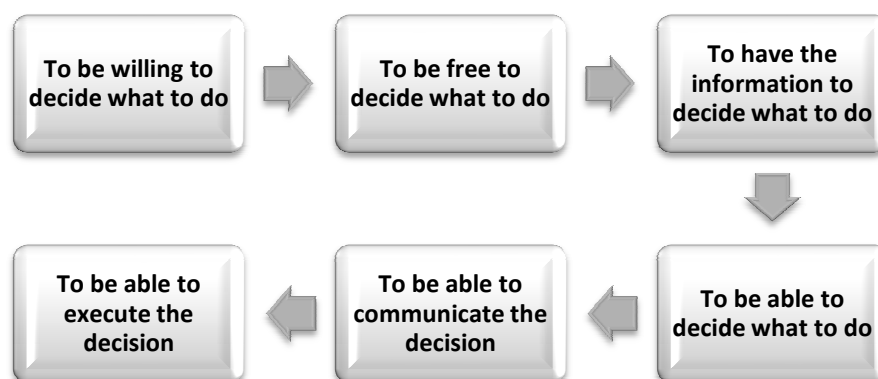 To be willing to
decide what to do
To be free to
decide what to do
To have the
information to
decide what to do
To be able to
decide what to do
To be able to
communicate the
decision
To be able to
execute the
decision